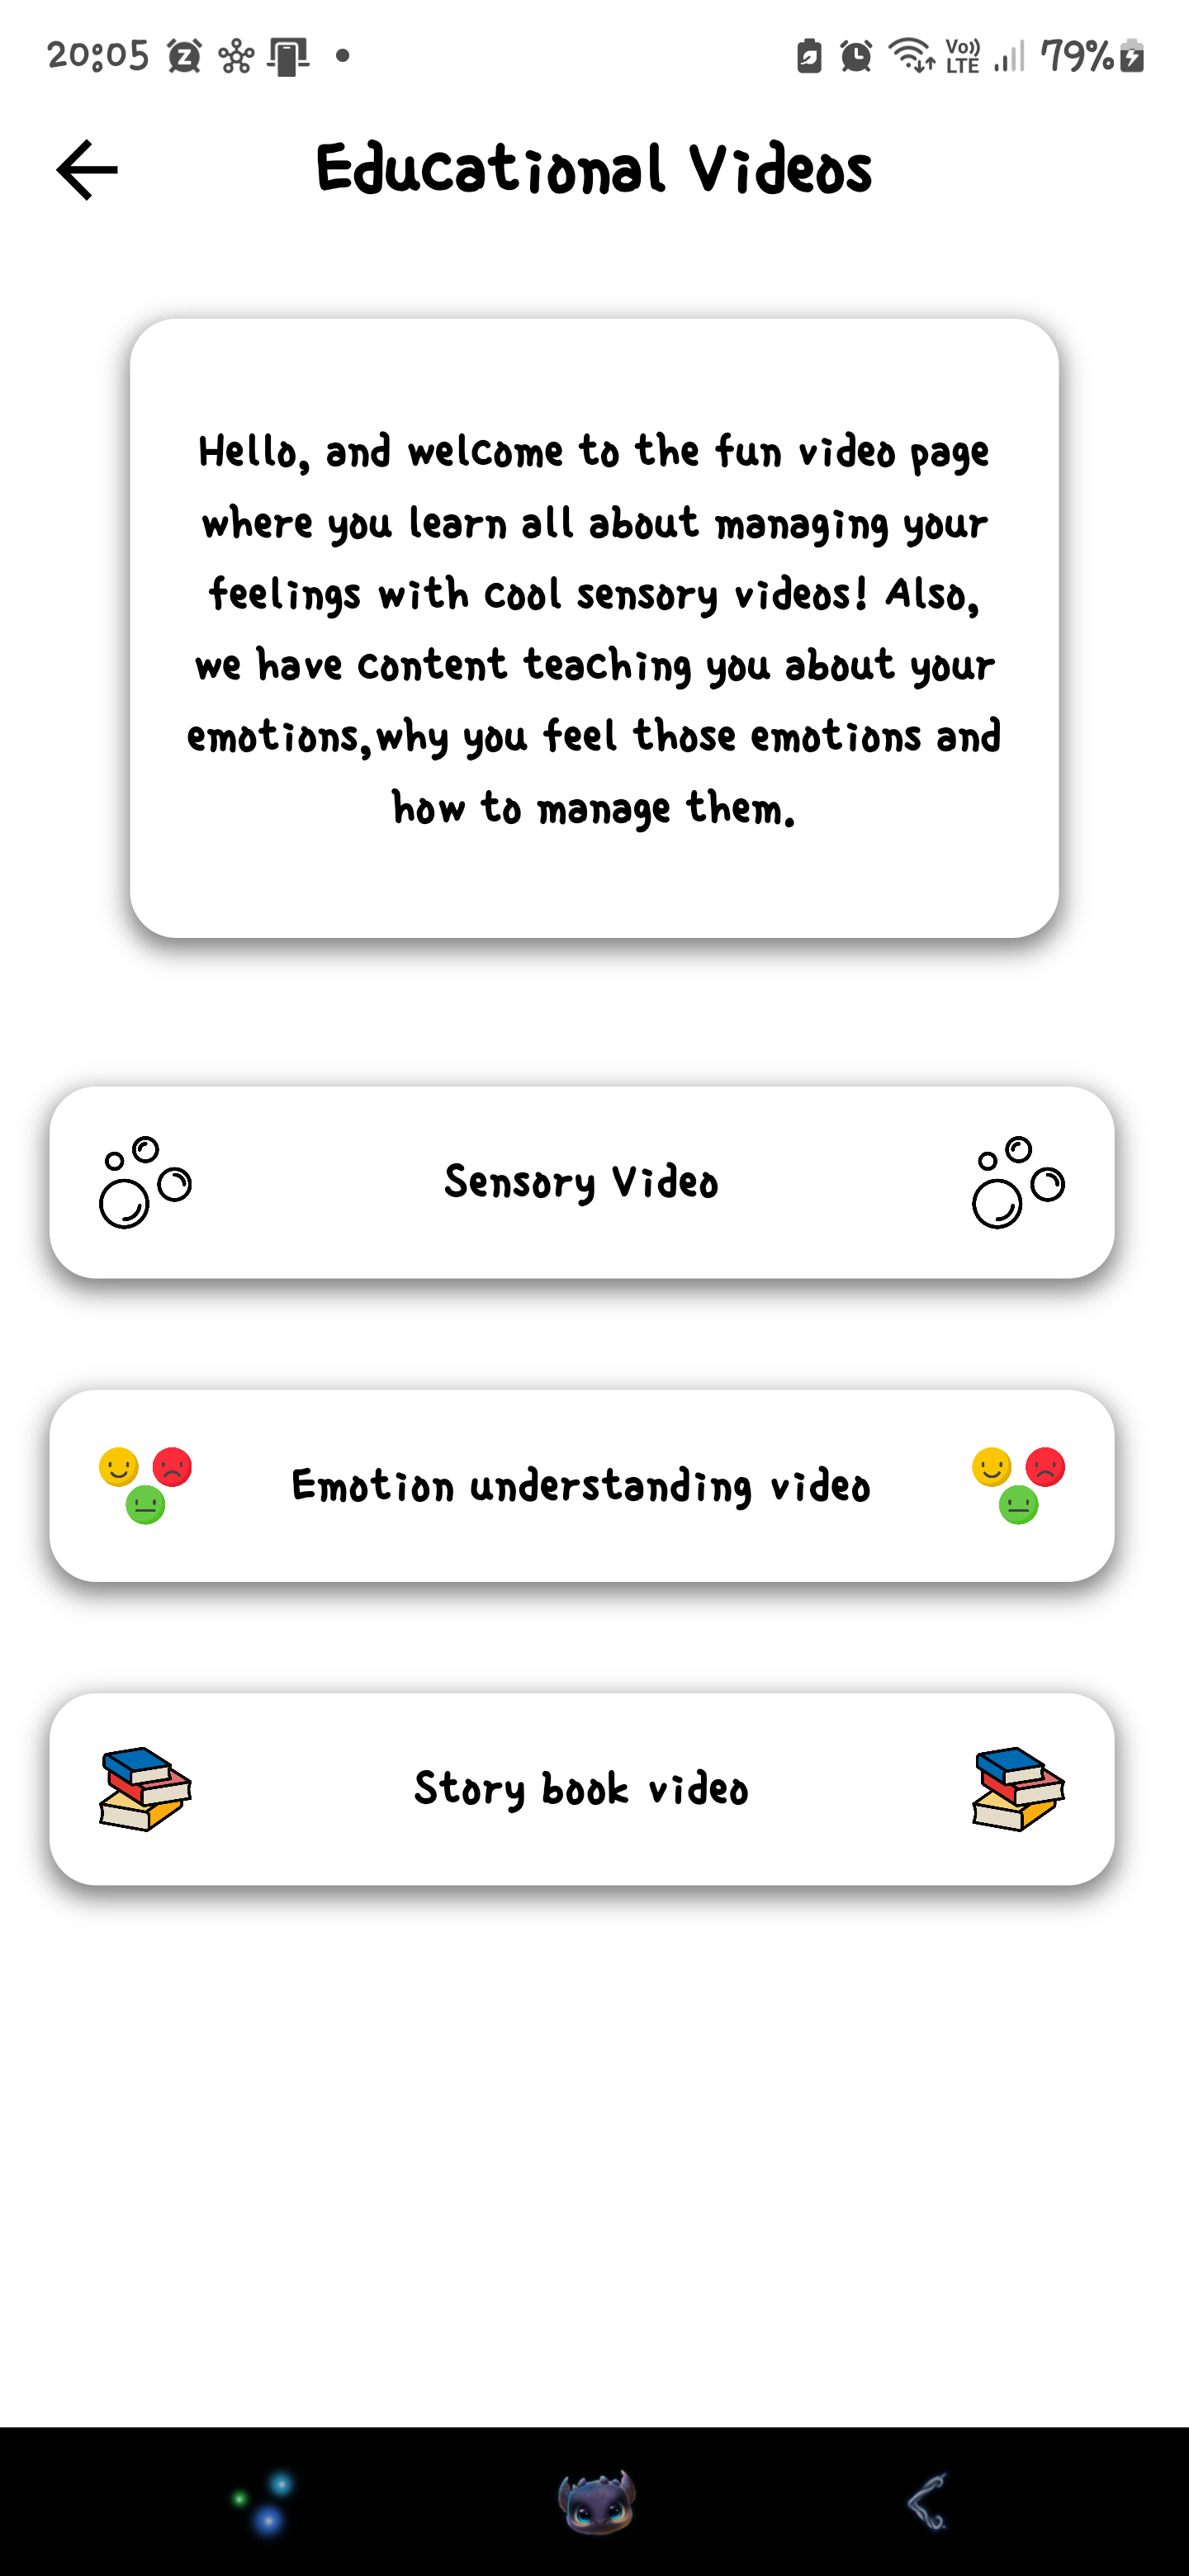 20:05 Vo)) LTE 79%
Educational Videos
Hello, and welcome to the fun video page
where you learn all about managing your
feelings with cool sensory videos! Also,
we have content teaching you about your
emotions,why you feel those emotions and
how to manage them.
Sensory Video
Emotion understanding video
Story book video